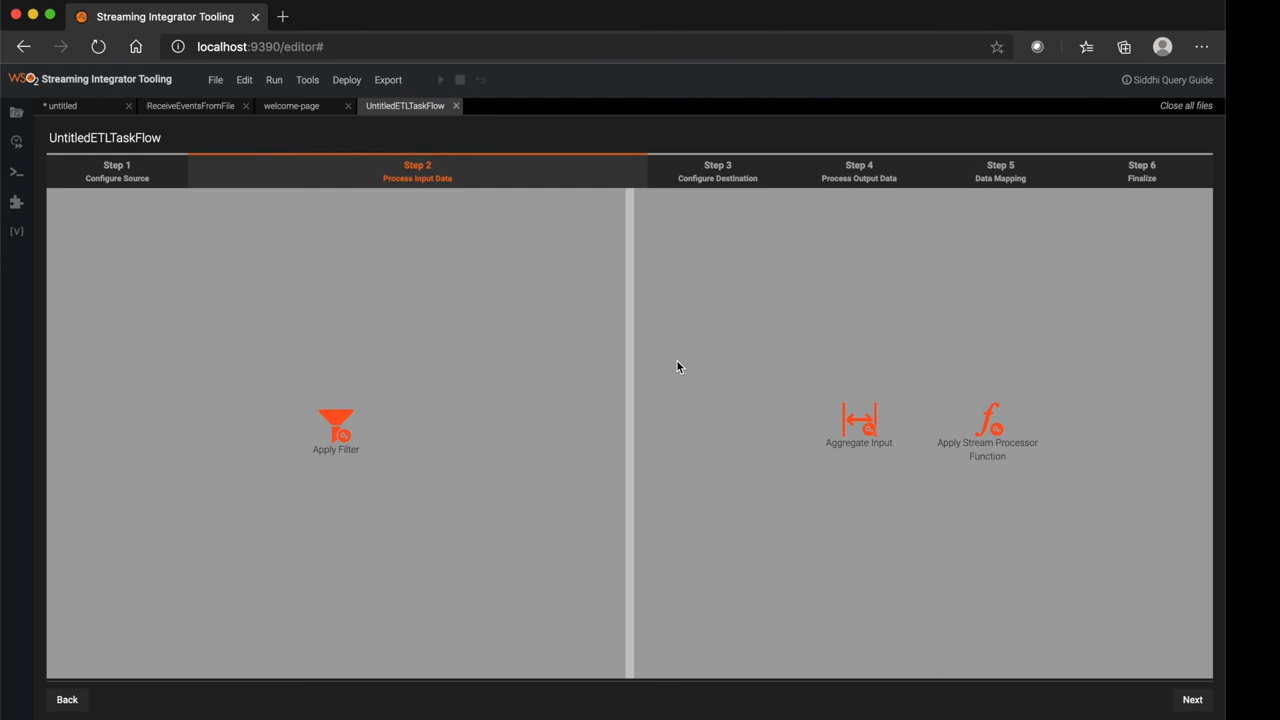 Streaming Integrator Tooling
localhost:9390/editor#
WSO2 Streaming Integrator Tooling
File Edit Run Tools Deploy Export
Siddhi Query Guide
* untitled
ReceiveEventsFromFile
welcome-page
UntitledETLTaskFlow
Close all files
UntitledETLTaskFlow
Step 1
Configure Source
Step 2
Process Input Data
Step 3
Configure Destination
Step 4
Process Output Data
Step 5
Data Mapping
Step 6
Finalize
Apply Filter
Aggregate Input
Apply Stream Processor
Function
Back
Next